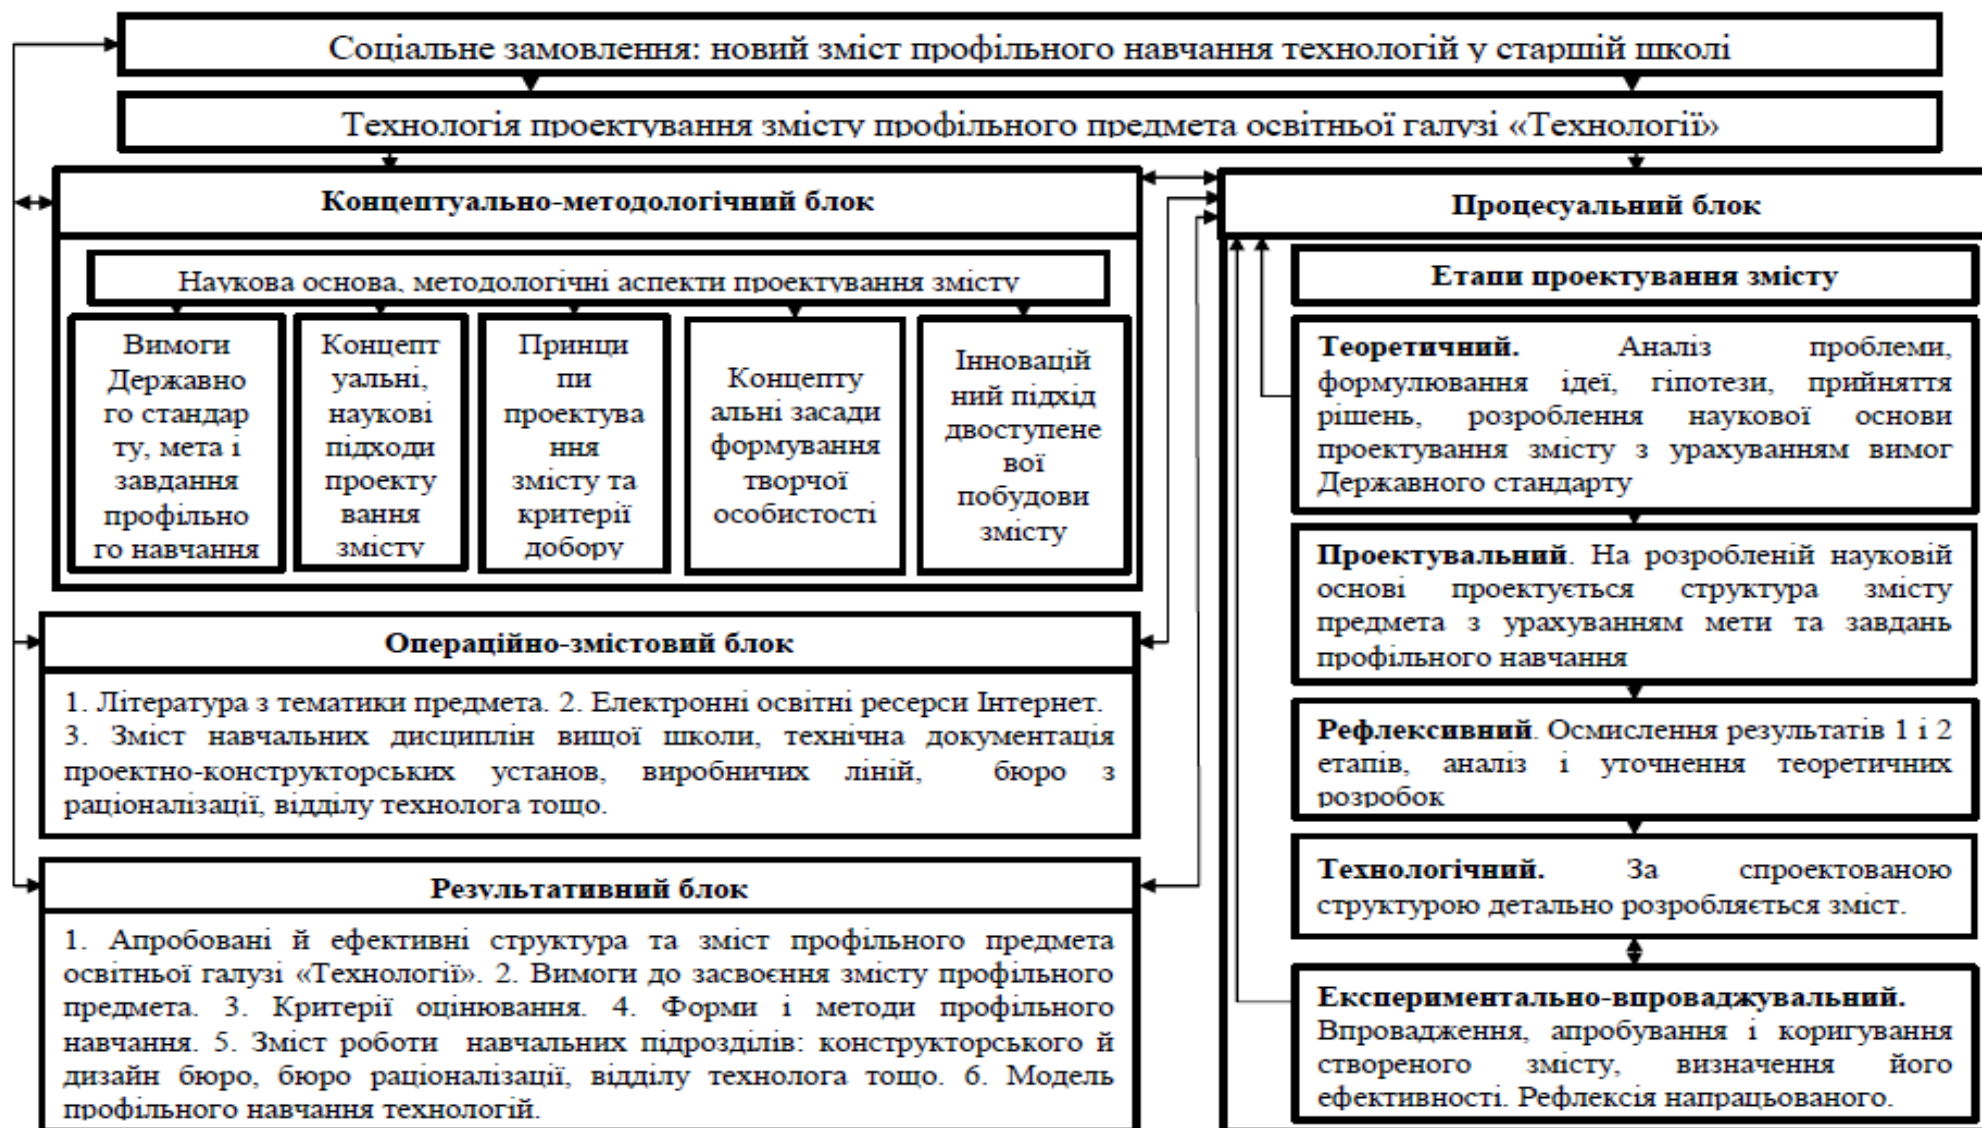 Соціальне замовлення: новий зміст профільного навчання технологій у старшій школі
Технологія проектування змісту профільного предмета освітньої галузі «Технології»
Концептуально-методологічний блок
Наукова основа, методологічні аспекти проектування змісту
Вимоги
Державно
го стандар
ту, мета і
завдання
профільно
го навчання
Концепт
уальні,
наукові
підходи
проекту
вання
змісту
Принци
пи
проектува
ння
змісту та
критерії
добору
Концепту
альні засади
формування
творчої
особистості
Інновацій
ний підхід
двоступене
вої
побудови
змісту
Операційно-змістовий блок
1. Література з тематики предмета. 2. Електронні освітні ресерси Інтернет.
3. Зміст навчальних дисциплін вищої школи, технічна документація
проектно-конструкторських установ, виробничих ліній, бюро з
раціоналізації, відділу технолога тощо.
Результативний блок
1. Апробовані й ефективні структура та зміст профільного предмета
освітньої галузі «Технології». 2. Вимоги до засвоєння змісту профільного
предмета. 3. Критерії оцінювання. 4. Форми і методи профільного
навчання. 5. Зміст роботи навчальних підрозділів: конструкторського й
дизайн бюро, бюро раціоналізації, відділу технолога тощо. 6. Модель
профільного навчання технологій.
Процесуальний блок
Етапи проектування змісту
Теоретичний. Аналіз проблеми,
формулювання ідеї, гіпотези, прийняття
рішень, розроблення наукової основи
проектування змісту з урахуванням вимог
Державного стандарту
Проектувальний. На розробленій науковій
основі проектується структура змісту
предмета з урахуванням мети та завдань
профільного навчання
Рефлексивний. Осмислення результатів 1 і 2
етапів, аналіз і уточнення теоретичних
розробок
Технологічний. За спроектованою
структурою детально розробляється зміст.
Експериментально-впроваджувальний.
Впровадження, апробування і коригування
створеного змісту, визначення його
ефективності. Рефлексія напрацьованого.